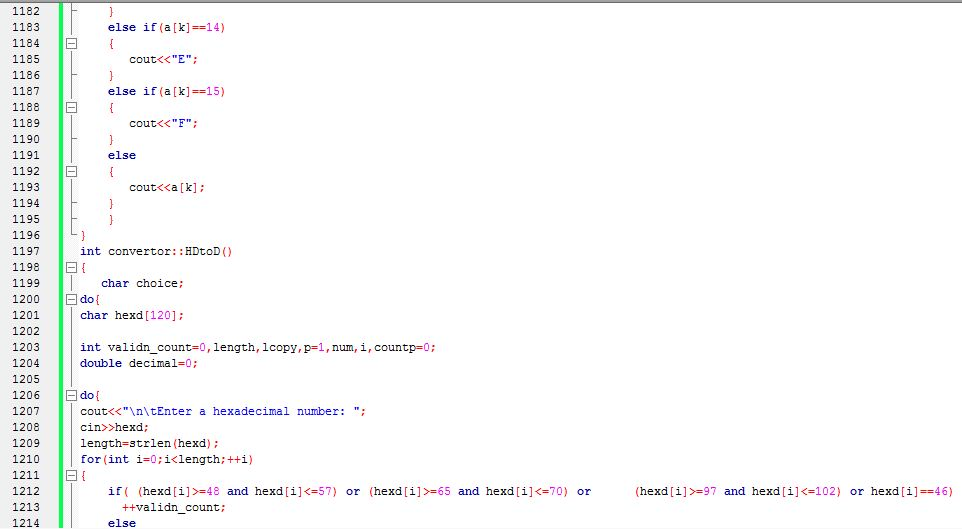 1182 }
1183 else if(a[k]==14)
1184 {
1185 cout<<"E";
1186 }
1187 else if(a[k]==15)
1188 {
1189 cout<<"F";
1190 }
1191 else
1192 {
1193 cout<<a[k];
1194 }
1195 }
1196 }
1197 int convertor::HDtoD()
1198 {
1199 char choice;
1200 do{
1201 char hexd[120];
1202
1203 int validn_count=0,length,lcopy,p=1,num,i,countp=0;
1204 double decimal=0;
1205
1206 do{
1207 cout<<"\n\tEnter a hexadecimal number: ";
1208 cin>>hexd;
1209 length=strlen(hexd);
1210 for(int i=0;i<length;++i)
1211 {
1212 if( (hexd[i]>=48 and hexd[i]<=57) or (hexd[i]>=65 and hexd[i]<=70) or (hexd[i]>=97 and hexd[i]<=102) or hexd[i]==46)
1213 ++validn_count;
1214 else